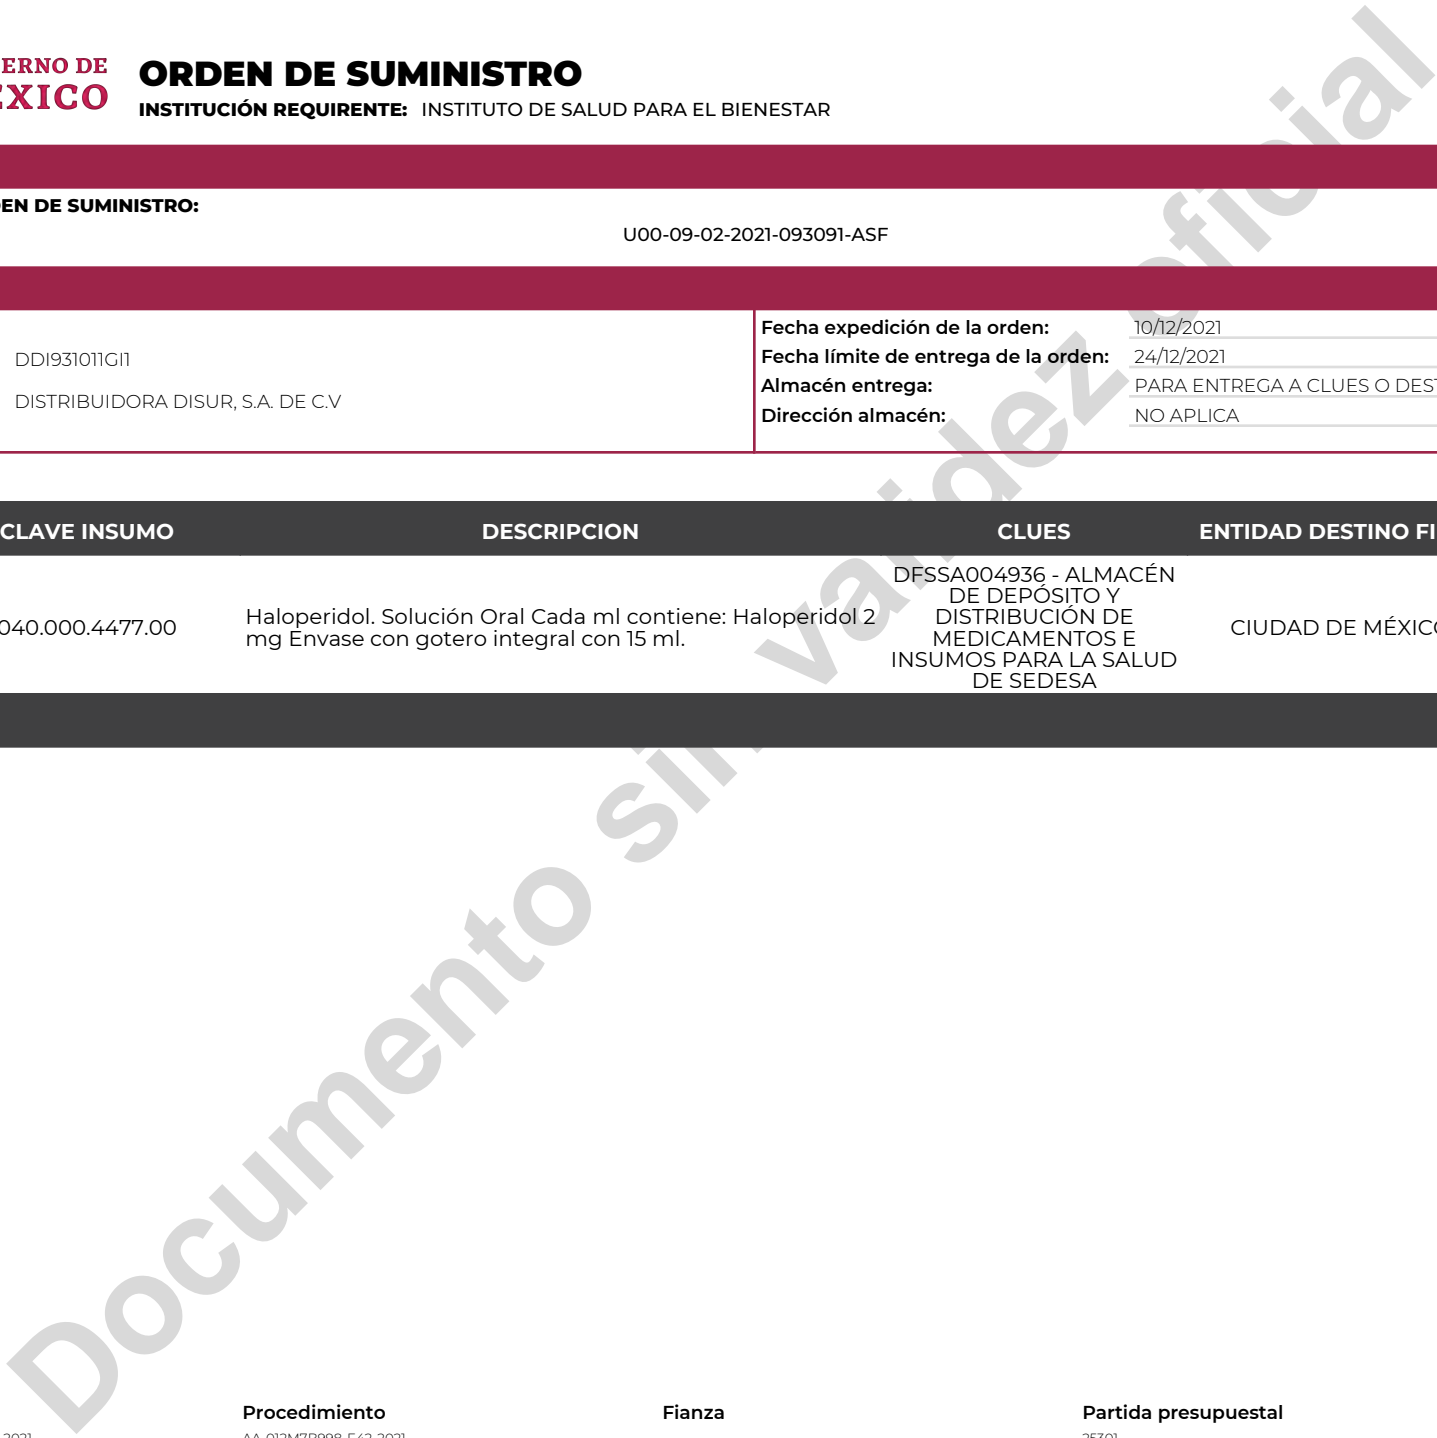 ERNO DE
ÉXICO
ORDEN DE SUMINISTRO
INSTITUCIÓN REQUIRENTE: INSTITUTO DE SALUD PARA EL BIENESTAR
EN DE SUMINISTRO:
U00-09-02-2021-093091-ASF
DDI931011GI1
DISTRIBUIDORA DISUR, S.A. DE C.V
Fecha expedición de la orden: 10/12/2021
Fecha límite de entrega de la orden: 24/12/2021
Almacén entrega: PARA ENTREGA A CLUES O DEST
Dirección almacén: NO APLICA
CLAVE INSUMO DESCRIPCION CLUES ENTIDAD DESTINO FI
040.000.4477.00
Haloperidol. Solución Oral Cada ml contiene: Haloperidol 2
mg Envase con gotero integral con 15 ml.
DFSSA004936 - ALMACÉN
DE DEPÓSITO Y
DISTRIBUCIÓN DE
MEDICAMENTOS E
INSUMOS PARA LA SALUD
DE SEDESA
CIUDAD DE MÉXICO
Documento sin validez oficial
Procedimiento Fianza Partida presupuestal